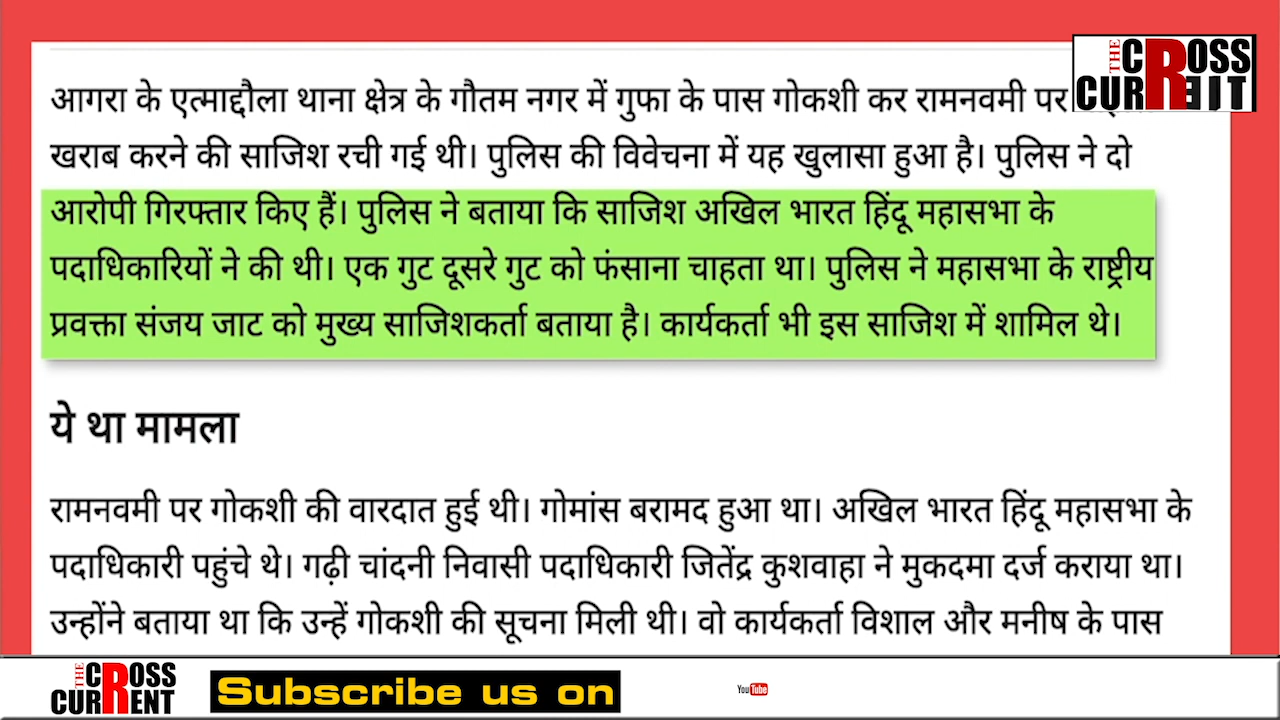 THE CROSS
CURRENT
आगरा के एत्माद्दौला थाना क्षेत्र के गौतम नगर में गुफा के पास गोकशी कर रामनवमी पर
खराब करने की साजिश रची गई थी। पुलिस की विवेचना में यह खुलासा हुआ है। पुलिस ने दो
आरोपी गिरफ्तार किए हैं। पुलिस ने बताया कि साजिश अखिल भारत हिंदू महासभा के
पदाधिकारियों ने की थी। एक गुट दूसरे गुट को फंसाना चाहता था। पुलिस ने महासभा के राष्ट्रीय
प्रवक्ता संजय जाट को मुख्य साजिशकर्ता बताया है। कार्यकर्ता भी इस साजिश में शामिल थे।
ये था मामला
रामनवमी पर गोकशी की वारदात हुई थी। गोमांस बरामद हुआ था। अखिल भारत हिंदू महासभा के
पदाधिकारी पहुंचे थे। गढ़ी चांदनी निवासी पदाधिकारी जितेंद्र कुशवाहा ने मुकदमा दर्ज कराया था।
उन्होंने बताया था कि उन्हें गोकशी की सूचना मिली थी। वो कार्यकर्ता विशाल और मनीष के पास
THE CROSS
CURRENT
Subscribe us on
YouTube